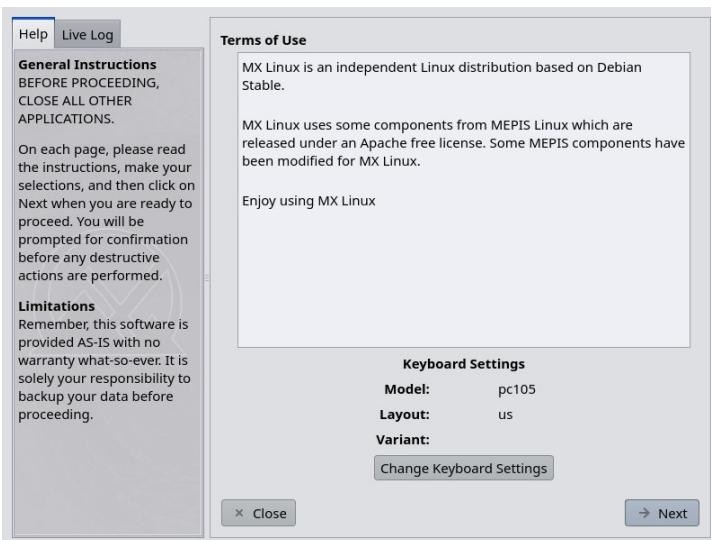 Help
Live Log
General Instructions
BEFORE PROCEEDING,
CLOSE ALL OTHER
APPLICATIONS.
On each page, please read
the instructions, make your
selections, and then click on
Next when you are ready to
proceed. You will be
prompted for confirmation
before any destructive
actions are performed.
Limitations
Remember, this software is
provided AS-IS with no
warranty what-so-ever. It is
solely your responsibility to
backup your data before
proceeding.
Terms of Use
MX Linux is an independent Linux distribution based on Debian
Stable.
MX Linux uses some components from MEPIS Linux which are
released under an Apache free license. Some MEPIS components have
been modified for MX Linux.
Enjoy using MX Linux
Keyboard Settings
Model: pc105
Layout: us
Variant:
Change Keyboard Settings
Close
Next